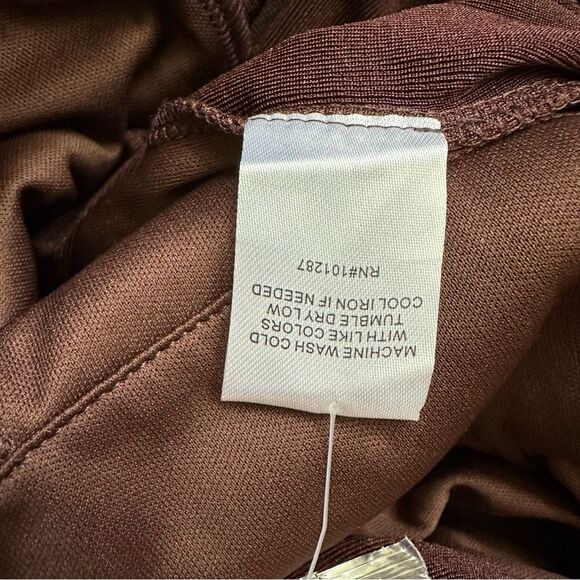 MACHINE WASH COLD
WITH LIKE COLORS
TUMBLE DRY LOW
COOL IRON IF NEEDED
RN#101287